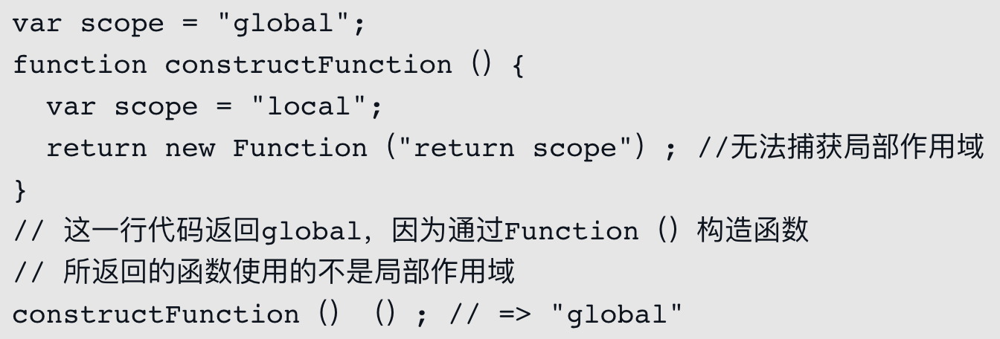 var scope = "global";
function constructFunction () {
  var scope = "local";
  return new Function ("return scope") ; //无法捕获局部作用域
}
// 这一行代码返回global，因为通过Function () 构造函数
// 所返回的函数使用的不是局部作用域
constructFunction () () ; // => "global"